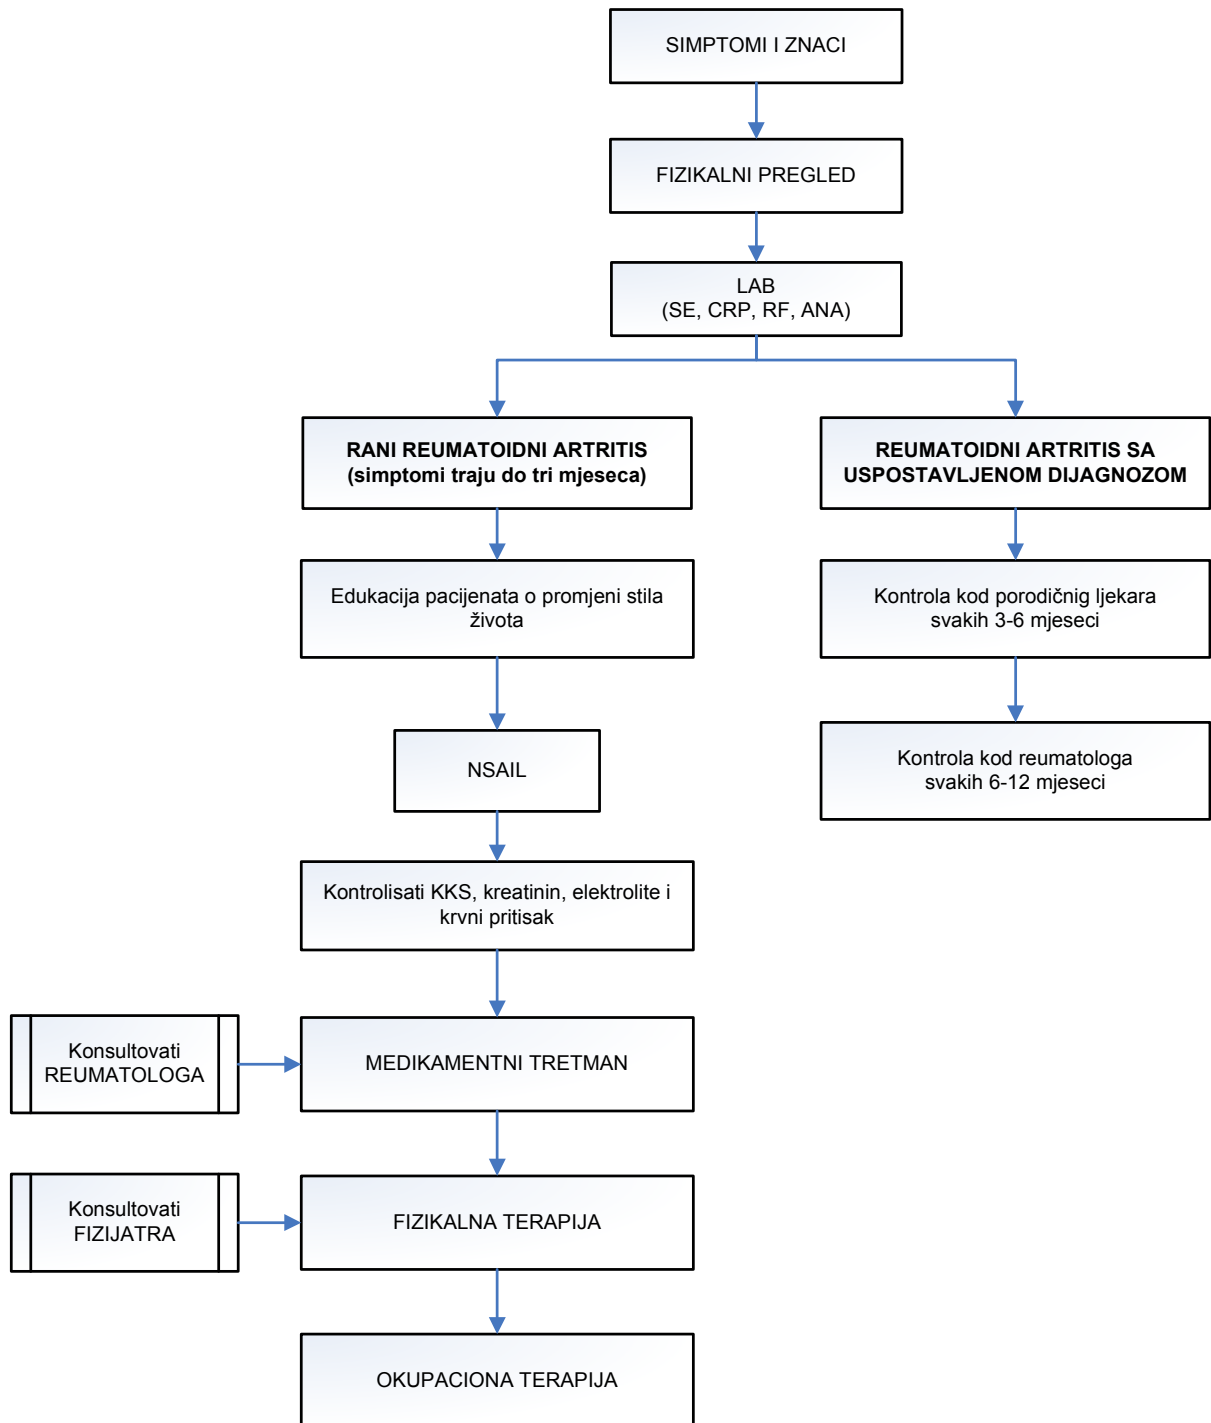 SIMPTOMI I ZNACI
FIZIKALNI PREGLED
LAB
(SE, CRP, RF, ANA)
RANI REUMATOIDNI ARTRITIS
(simptomi traju do tri mjeseca)
REUMATOIDNI ARTRITIS SA
USPOSTAVLJENOM DIJAGNOZOM
Edukacija pacijenata o promjeni stila
života
Kontrola kod porodičnog ljekara
svakih 3-6 mjeseci
NSAIL
Kontrola kod reumatologa
svakih 6-12 mjeseci
Kontrolisati KKS, kreatinin, elektrolite i
krvni pritisak
Konsultovati
REUMATOLOGA
MEDIKAMENTNI TRETMAN
Konsultovati
FIZIJATRA
FIZIKALNA TERAPIJA
OKUPACIONA TERAPIJA